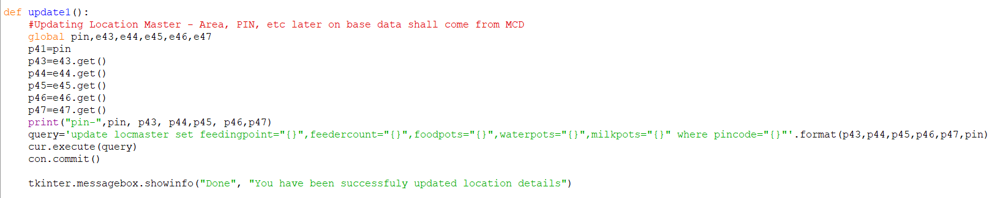 def update1():
    #Updating Location Master - Area, PIN, etc later on base data shall come from MCD
    global pin,e43,e44,e45,e46,e47
    p41=pin
    p43=e43.get()
    p44=e44.get()
    p45=e45.get()
    p46=e46.get()
    p47=e47.get()
    print("pin-",pin, p43, p44,p45, p46,p47)
    query='update locmaster set feedingpoint="{}",feedercount="{}",foodpots="{}",waterpots="{}",milkpots="{}" where pincode="{}"'.format(p43,p44,p45,p46,p47,pin)
    cur.execute(query)
    con.commit()
    tkinter.messagebox.showinfo("Done", "You have been successfuly updated location details")